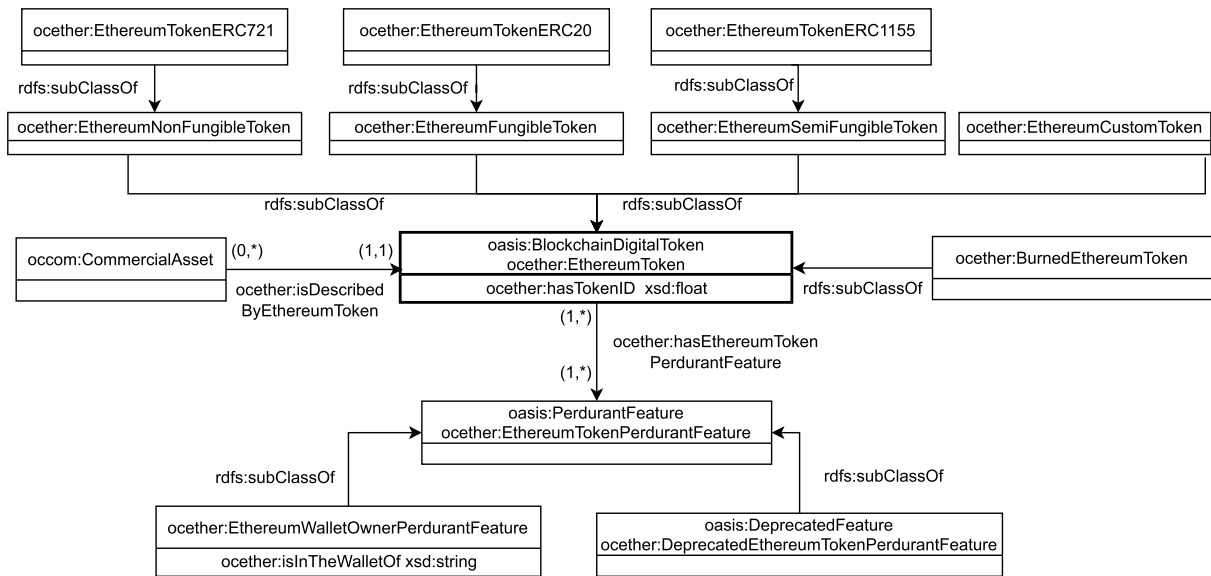 ocether:EthereumTokenERC721
ocether:EthereumTokenERC20
ocether:EthereumTokenERC1155
rdfs:subClassOf
rdfs:subClassOf
rdfs:subClassOf
ocether:EthereumNonFungibleToken
ocether:EthereumFungibleToken
ocether:EthereumSemiFungibleToken
ocether:EthereumCustomToken
rdfs:subClassOf
rdfs:subClassOf
occom:CommercialAsset
(0,*)
(1,1)
ocether:isDescribed
ByEthereumToken
oasis:BlockchainDigitalToken
ocether:EthereumToken
ocether:hasTokenID xsd:float
ocether:BurnedEthereumToken
rdfs:subClassOf
(1,*)
ocether:hasEthereumToken
PerdurantFeature
(1,*)
oasis:PerdurantFeature
ocether:EthereumTokenPerdurantFeature
rdfs:subClassOf
rdfs:subClassOf
ocether:EthereumWalletOwnerPerdurantFeature
ocether:isInTheWalletOf xsd:string
oasis:DeprecatedFeature
ocether:DeprecatedEthereumTokenPerdurantFeature